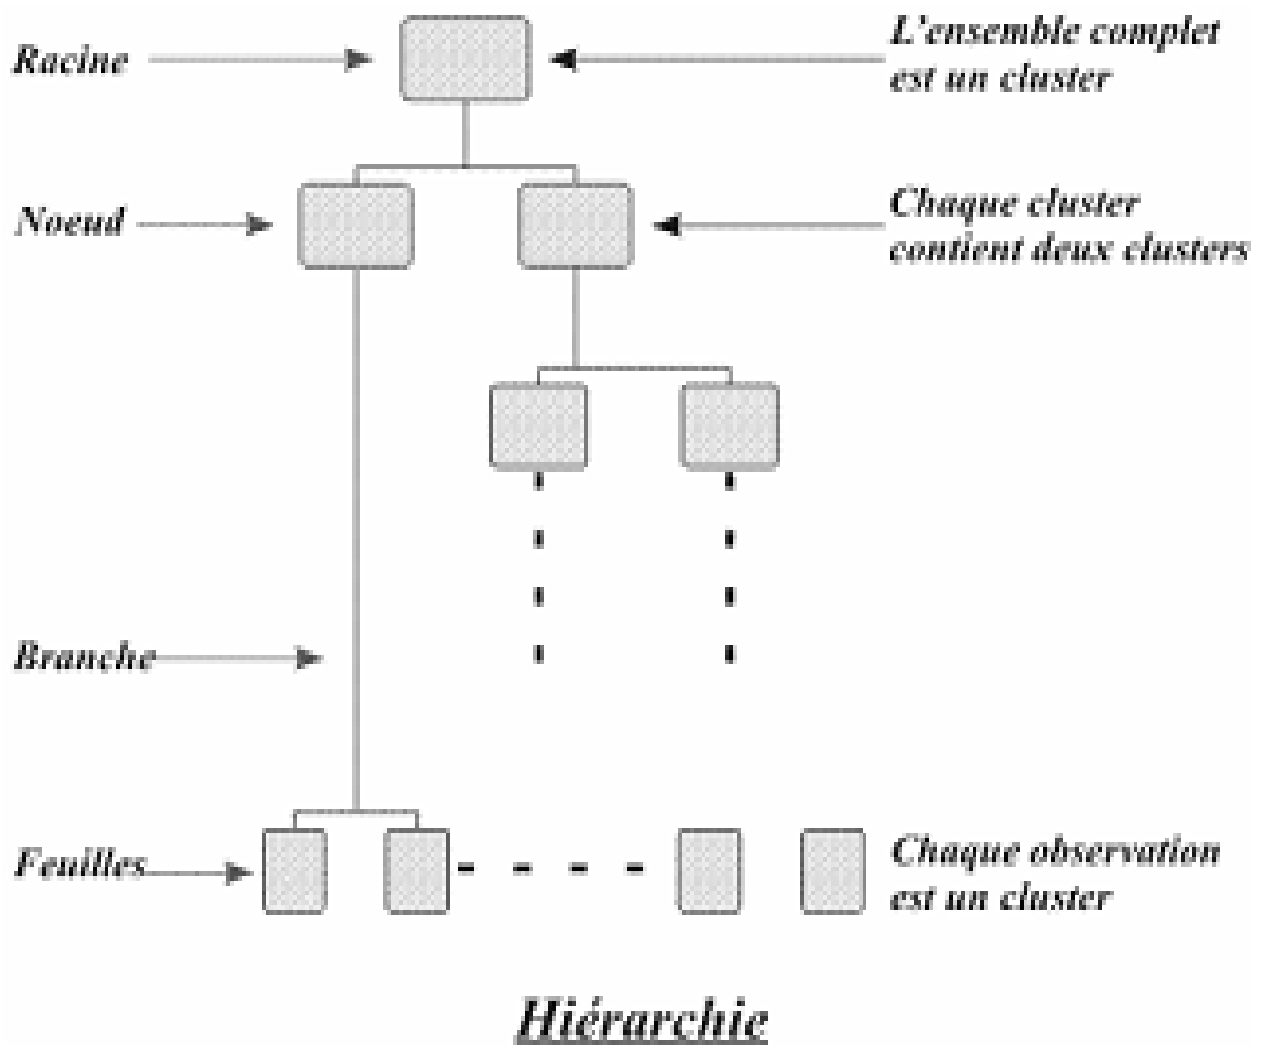 Racine
L'ensemble complet
est un cluster
Noeud
Chaque cluster
contient deux clusters
Branche
Feuilles
Chaque observation
est un cluster
Hiérarchie